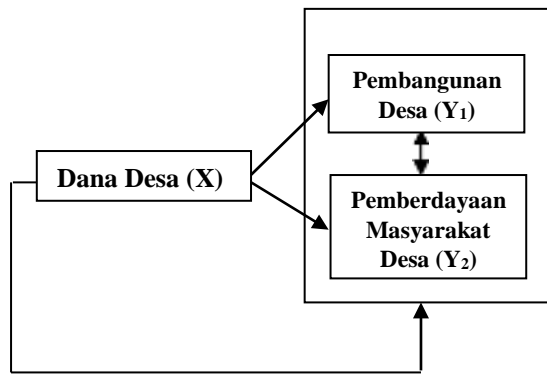 Pembangunan
Desa (Y₁)
Dana Desa (X)
Pemberdayaan
Masyarakat
Desa (Y₂)